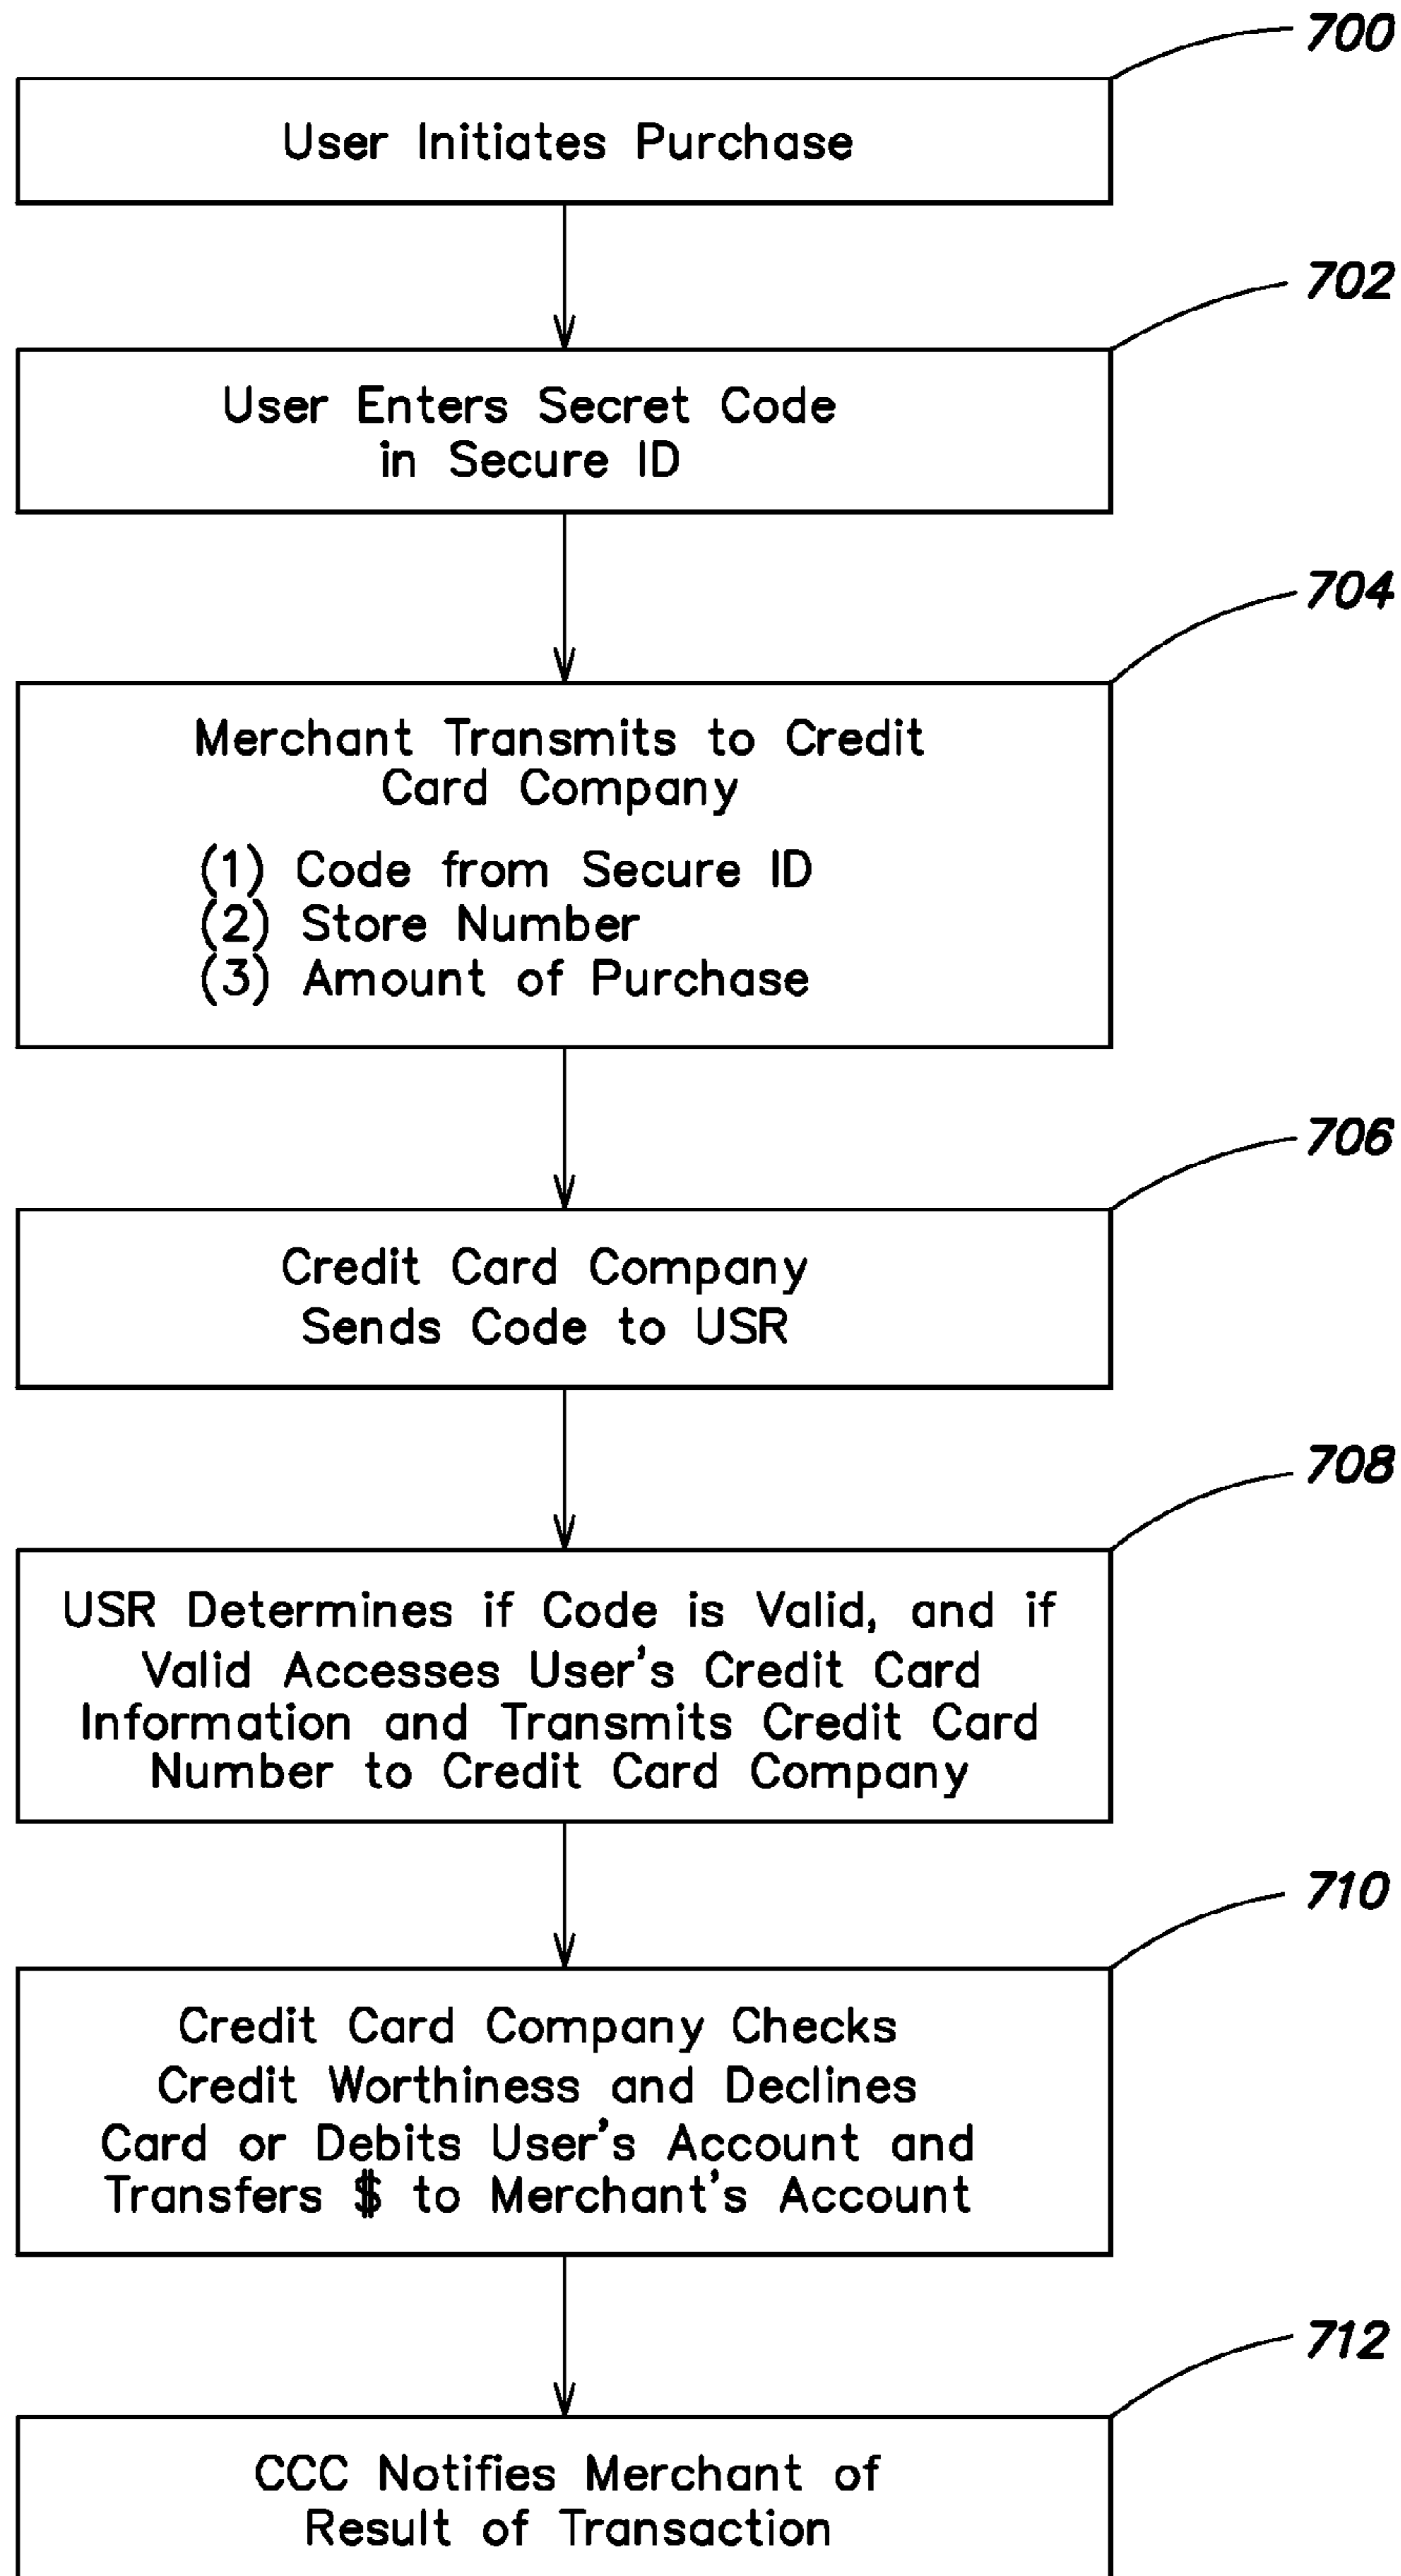 700
User Initiates Purchase
702
User Enters Secret Code
in Secure ID
704
Merchant Transmits to Credit
Card Company
(1) Code from Secure ID
(2) Store Number
(3) Amount of Purchase
706
Credit Card Company
Sends Code to USR
708
USR Determines if Code is Valid, and if
Valid Accesses User's Credit Card
Information and Transmits Credit Card
Number to Credit Card Company
710
Credit Card Company Checks
Credit Worthiness and Declines
Card or Debits User's Account and
Transfers $ to Merchant's Account
712
CCC Notifies Merchant of
Result of Transaction